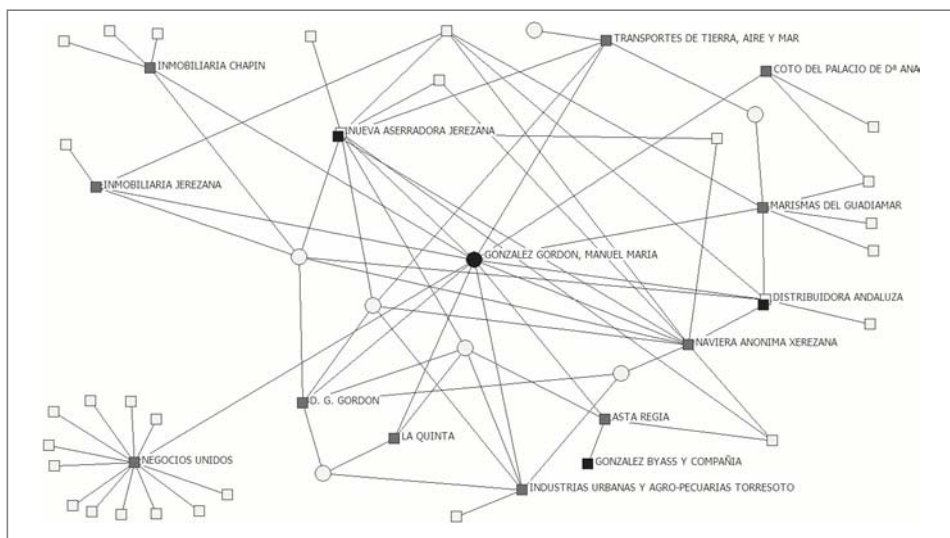 TRANSPORTES DE TIERRA, AIRE Y MAR
INMOBILIARIA CHAPIN
COTO DEL PALACIO DE Dª ANA
NUEVA ASERRADORA JEREZANA
INMOBILIARIA JEREZANA
MARISMAS DEL GUADIAMAR
GONZALEZ GORDON, MANUEL MARIA
DISTRIBUIDORA ANDALUZA
NAVIERA ANONIMA XEREZANA
D. G. GORDON
ASTA REGIA
LA QUINTA
NEGOCIOS UNIDOS
GONZALEZ BYASS Y COMPAÑIA
INDUSTRIAS URBANAS Y AGRO-PECUARIAS TORRESOTO